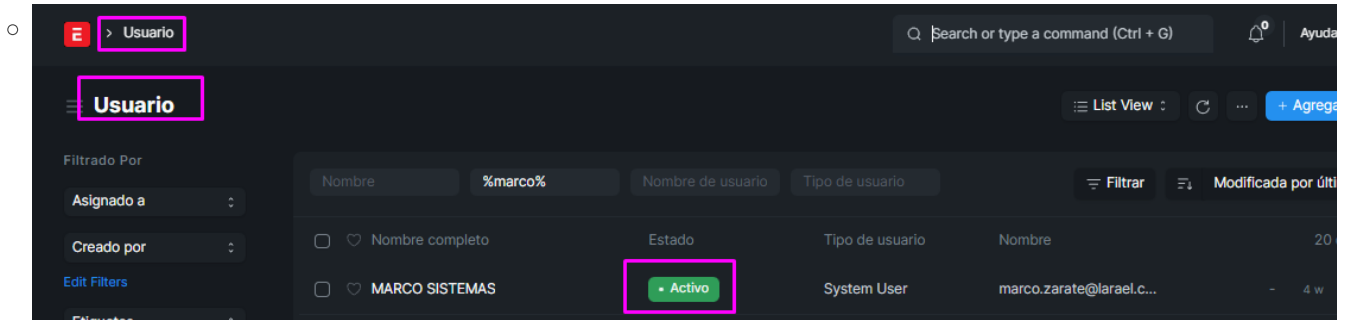 E > Usuario Search or type a command (Ctrl + G) 0 Ayuda
Usuario List View ... + Agrega
Filtrado Por
Nombre %marco% Nombre de usuario Tipo de usuario Filtrar Modificada por últi
Asignado a
Creado por
Nombre completo Estado Tipo de usuario Nombre 20
Edit Filters
MARCO SISTEMAS • Activo System User marco.zarate@larael.c... - 4 w
Etiquetas